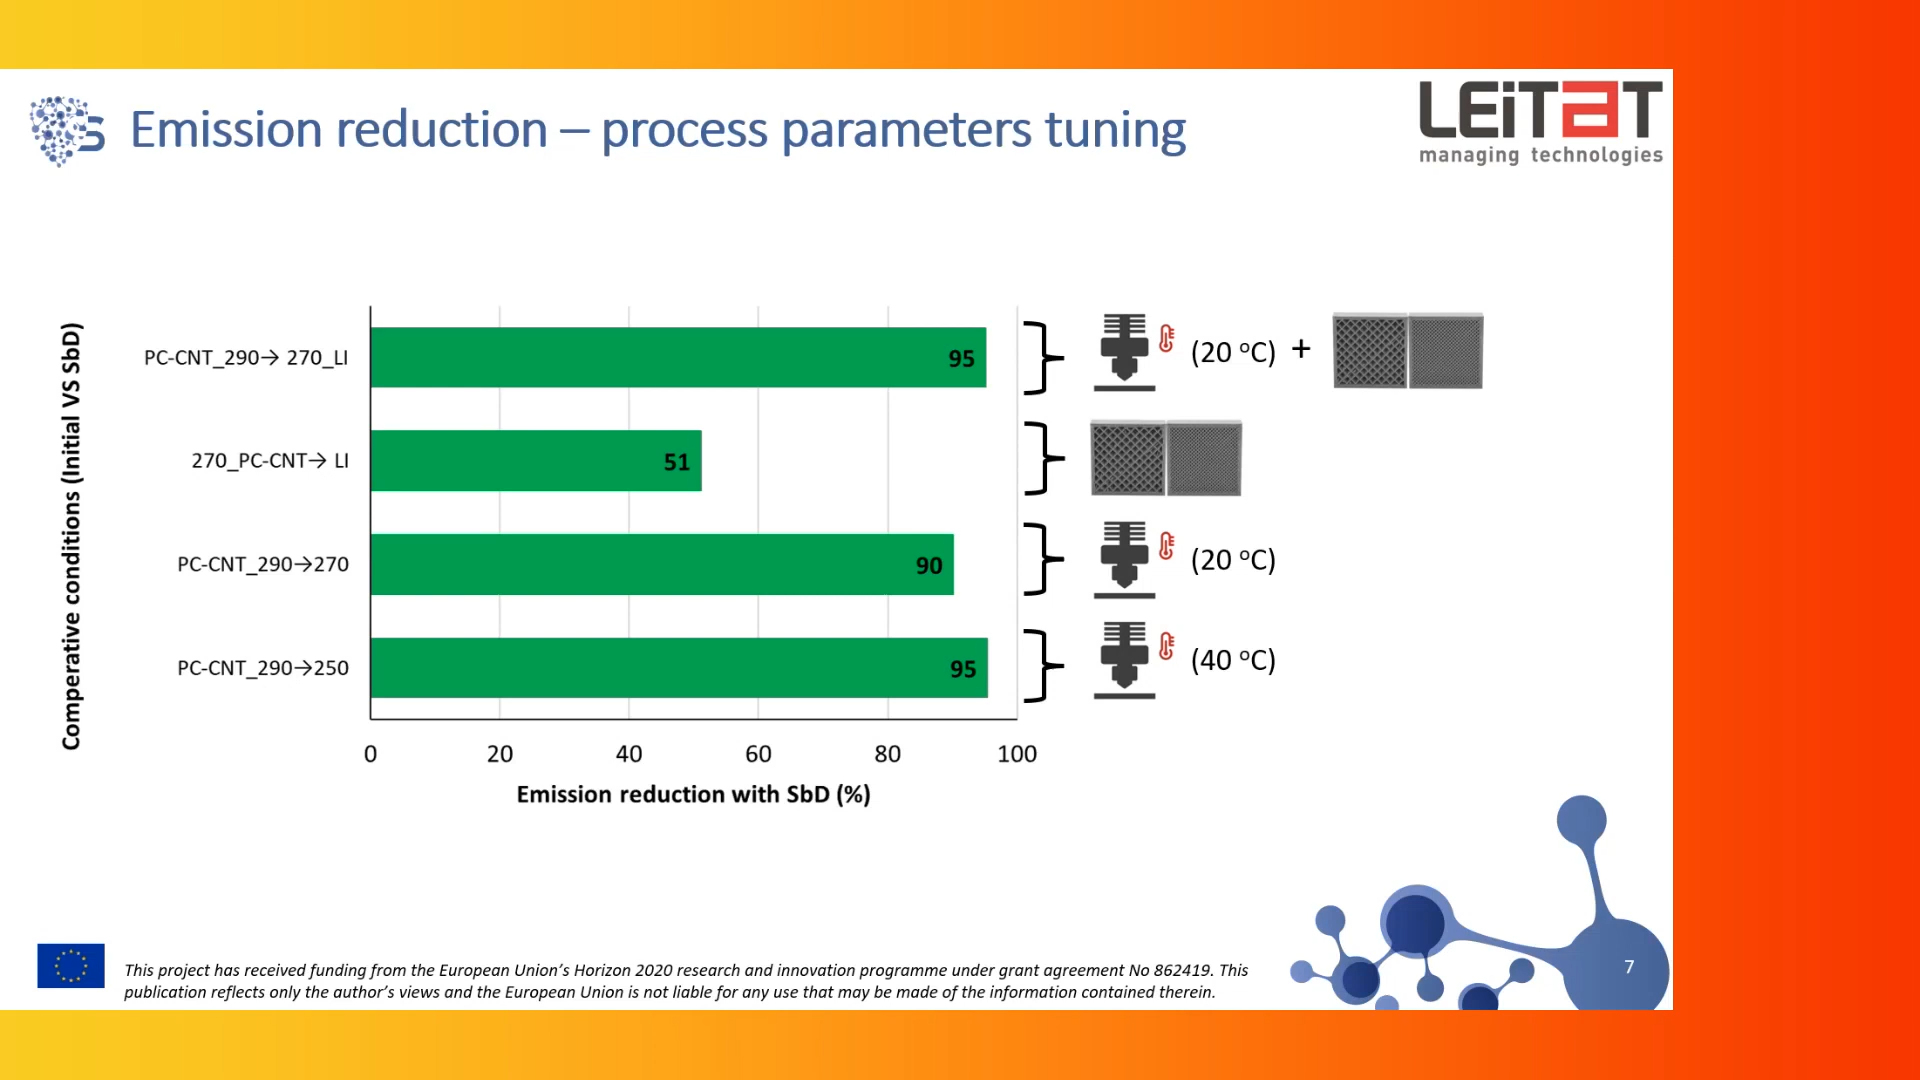 S
Emission reduction – process parameters tuning
LEiTaT
managing technologies
Comperative conditions (Initial VS SbD)
PC-CNT_290→ 270_LI
95
(20 °C) +
270_PC-CNT→ LI
51
PC-CNT_290→270
90
(20 °C)
PC-CNT_290→250
95
(40 °C)
0 20 40 60 80 100
Emission reduction with SbD (%)
This project has received funding from the European Union’s Horizon 2020 research and innovation programme under grant agreement No 862419. This
publication reflects only the author’s views and the European Union is not liable for any use that may be made of the information contained therein.
7